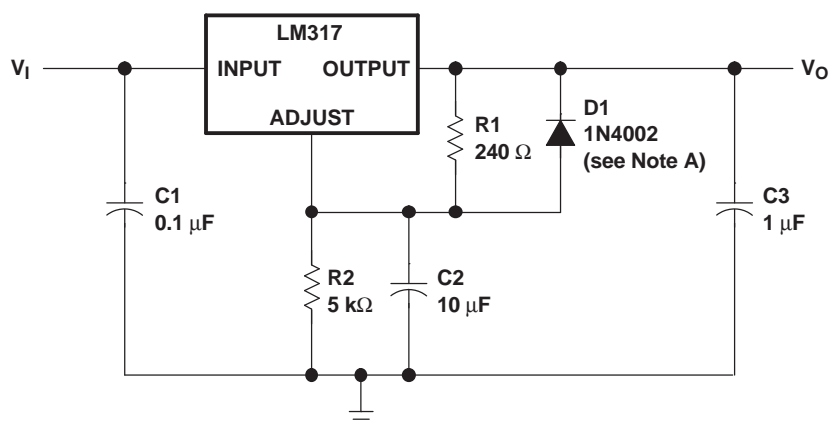 LM317
V_I
INPUT
OUTPUT
V_O
ADJUST
R1
240 Ω
D1
1N4002
(see Note A)
C1
0.1 μF
C3
1 μF
R2
5 kΩ
C2
10 μF